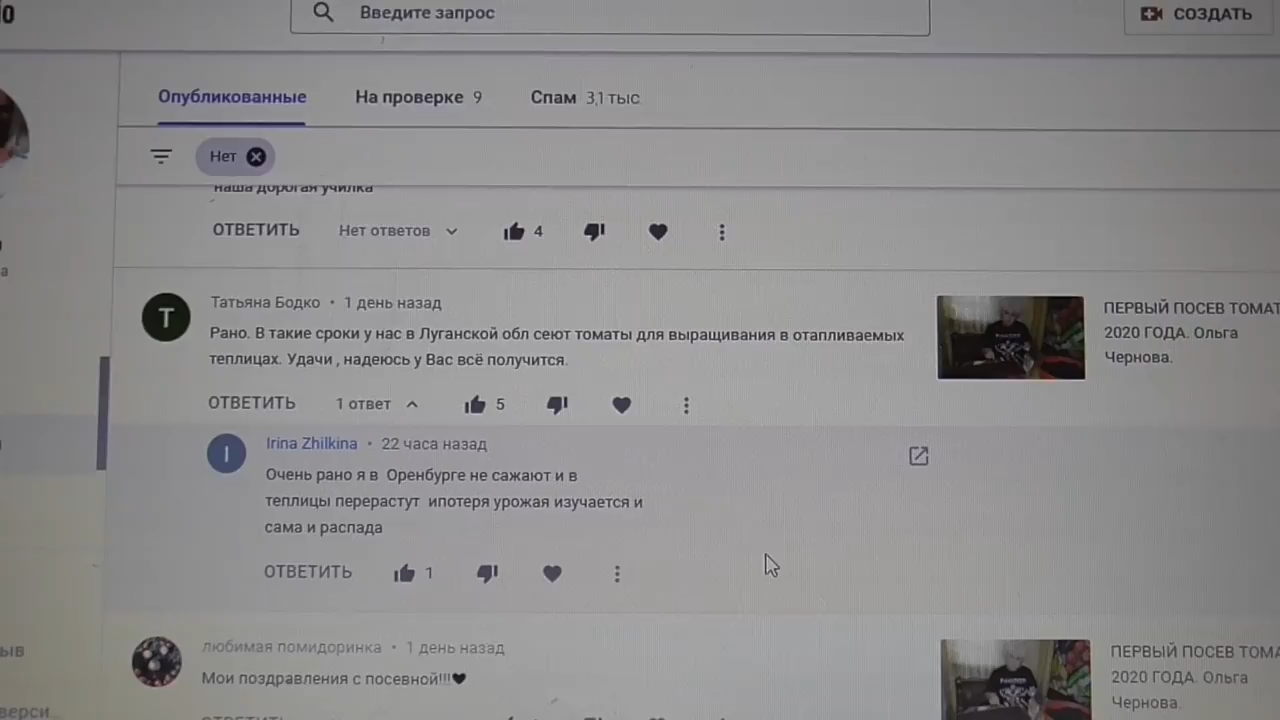 Введите запрос
СОЗДАТЬ
Опубликованные
На проверке 9
Спам 3,1 тыс
Нет
наша дорогая училка
ОТВЕТИТЬ Нет ответов 4
Татьяна Бодко • 1 день назад
Рано. В такие сроки у нас в Луганской обл сеют томаты для выращивания в отапливаемых
теплицах. Удачи , надеюсь у Вас всё получится.
ПЕРВЫЙ ПОСЕВ ТОМАТ
2020 ГОДА. Ольга
Чернова.
ОТВЕТИТЬ 1 ответ 5
Irina Zhilkina • 22 часа назад
Очень рано я в Оренбурге не сажают и в
теплицы перерастут ипотеря урожая изучается и
сама и распада
ОТВЕТИТЬ 1
любимая помидоринка • 1 день назад
Мои поздравления с посевной!!!🖤
ПЕРВЫЙ ПОСЕВ ТОМА
2020 ГОДА. Ольга
Чернова.
ОТВЕТИТЬ